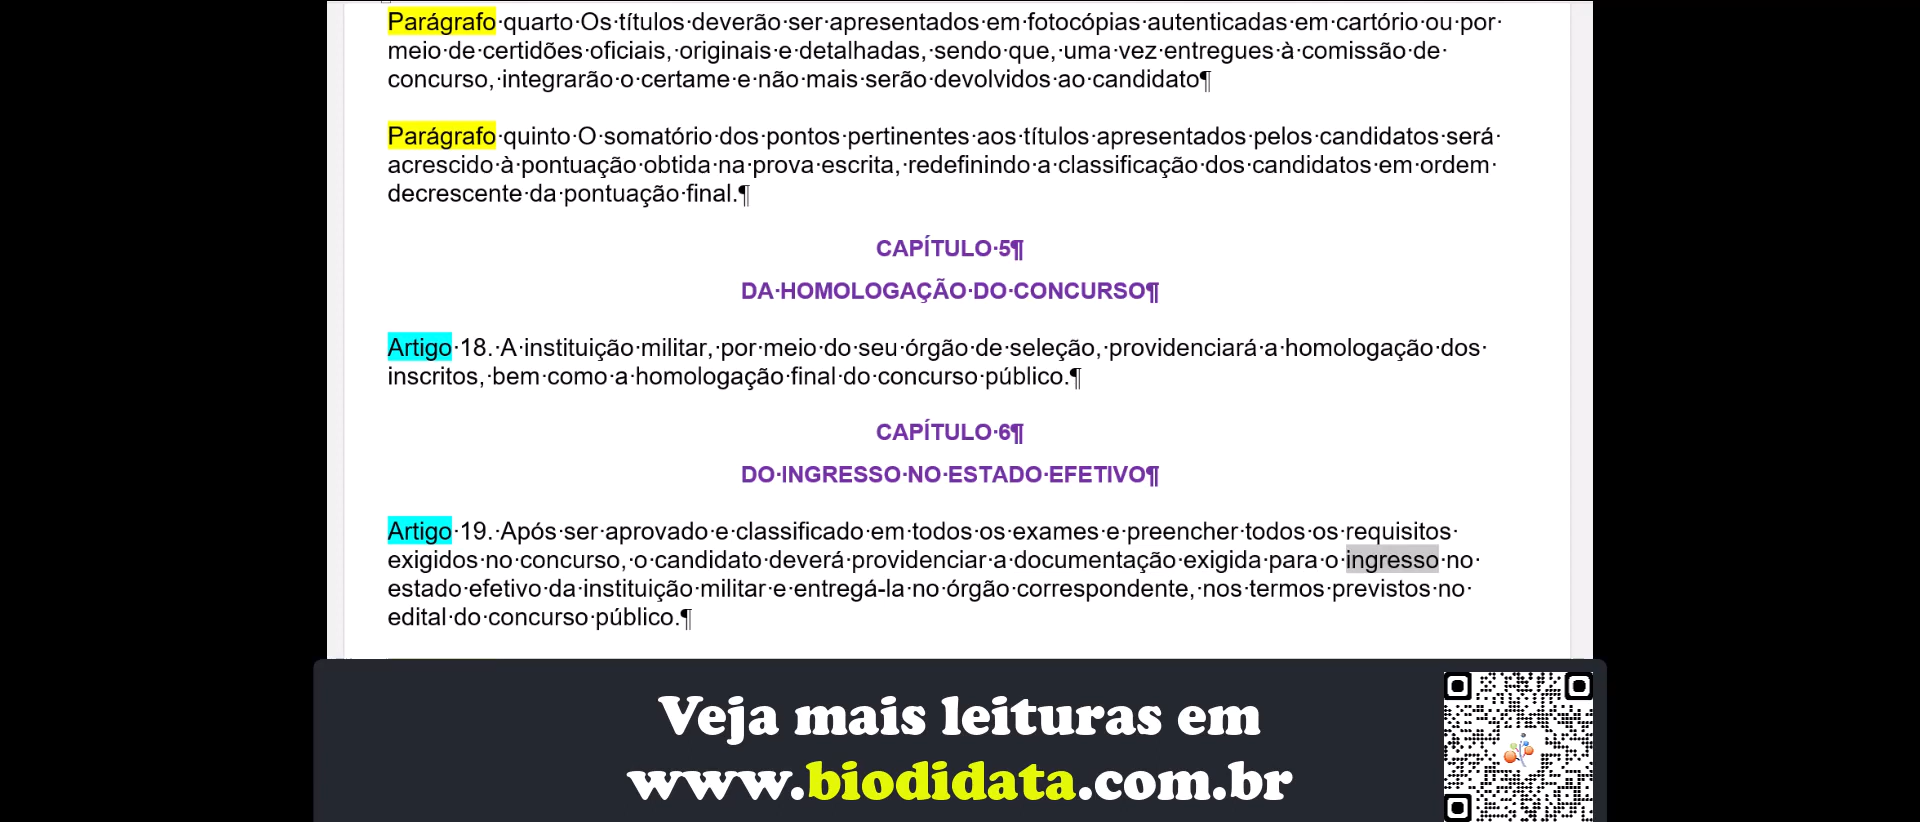 Parágrafo quarto Os títulos deverão ser apresentados em fotocópias autenticadas em cartório ou por
meio de certidões oficiais, originais e detalhadas, sendo que, uma vez entregues à comissão de
concurso, integrarão o certame e não mais serão devolvidos ao candidato¶
Parágrafo quinto O somatório dos pontos pertinentes aos títulos apresentados pelos candidatos será
acrescido à pontuação obtida na prova escrita, redefinindo a classificação dos candidatos em ordem
decrescente da pontuação final.¶
CAPÍTULO 5¶
DA HOMOLOGAÇÃO DO CONCURSO¶
Artigo 18. A instituição militar, por meio do seu órgão de seleção, providenciará a homologação dos
inscritos, bem como a homologação final do concurso público.¶
CAPÍTULO 6¶
DO INGRESSO NO ESTADO EFETIVO¶
Artigo 19. Após ser aprovado e classificado em todos os exames e preencher todos os requisitos
exigidos no concurso, o candidato deverá providenciar a documentação exigida para o ingresso no
estado efetivo da instituição militar e entregá-la no órgão correspondente, nos termos previstos no
edital do concurso público.¶
Veja mais leituras em
www.biodidata.com.br